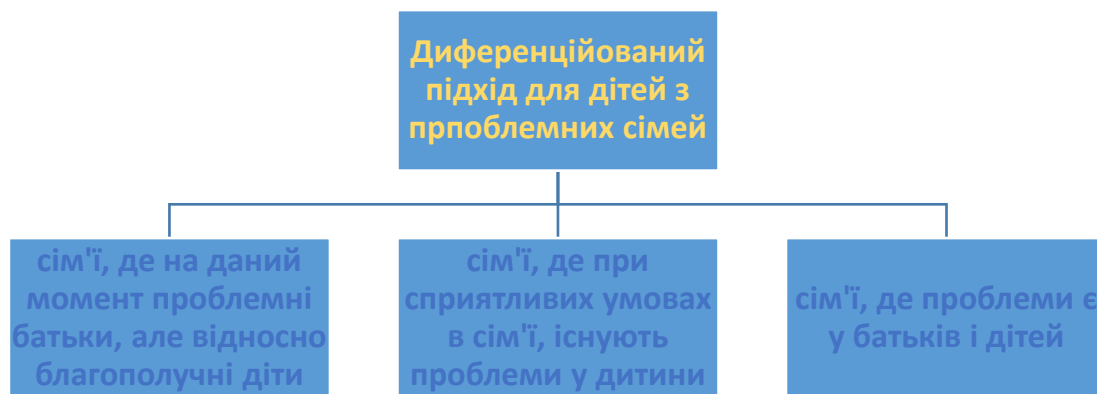 Диференційований
підхід для дітей з
прпоблемних сімей
сім'ї, де на даний
момент проблемні
батьки, але відносно
благополучні діти
сім'ї, де при
сприятливих умовах
в сім'ї, існують
проблеми у дитини
сім'ї, де проблеми є
у батьків і дітей